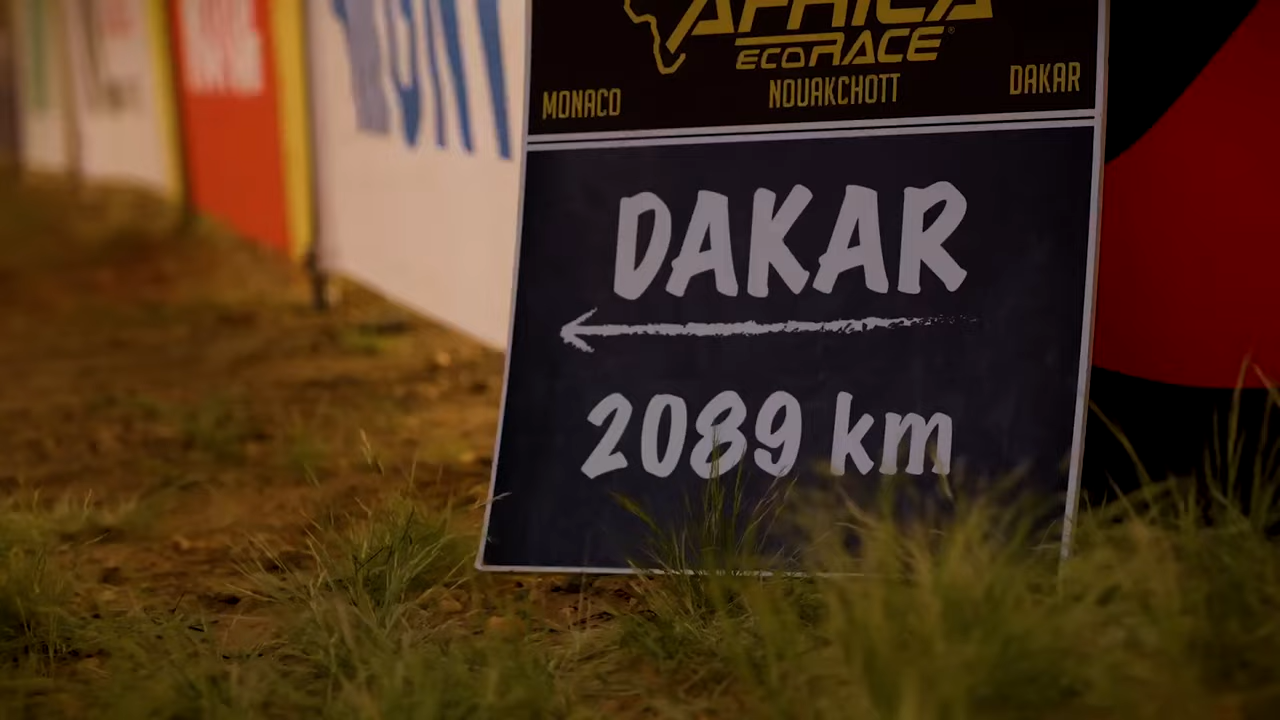 AFRICA
ECORACE®
MONACO NOUAKCHOTT DAKAR
DAKAR
2089 km